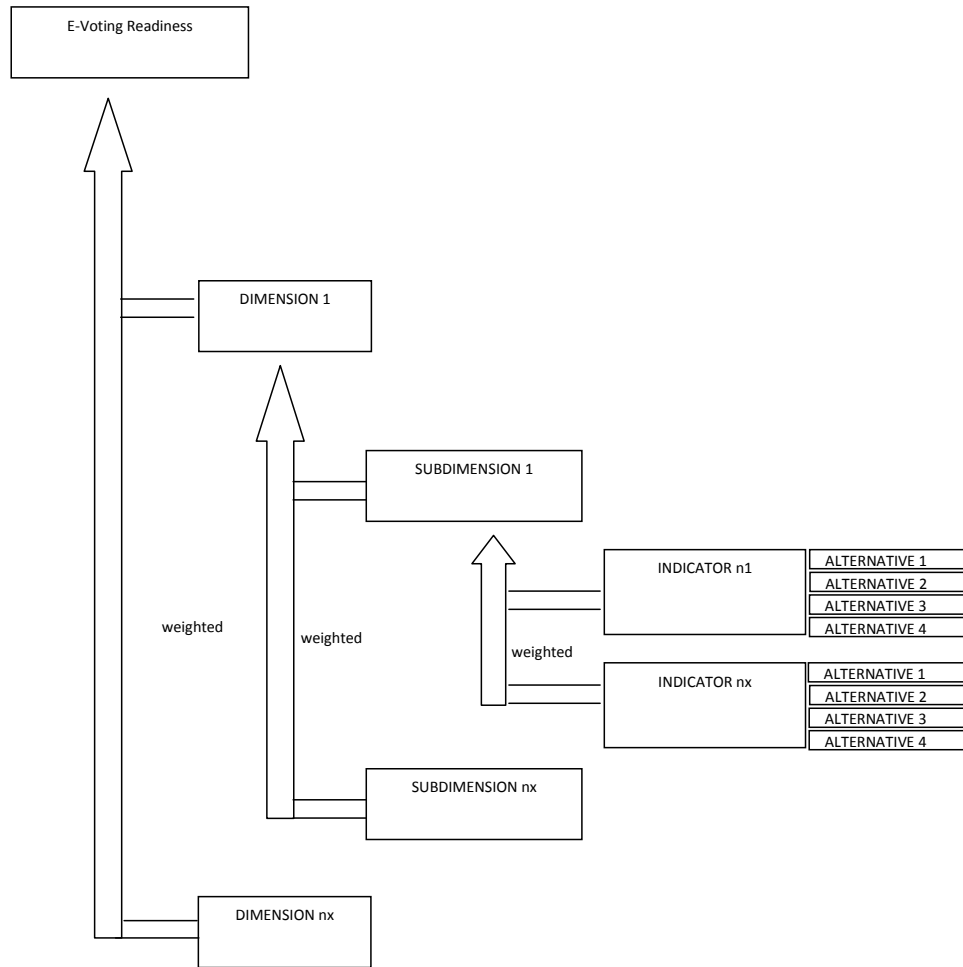 E-Voting Readiness
DIMENSION 1
SUBDIMENSION 1
INDICATOR n1
ALTERNATIVE 1
ALTERNATIVE 2
ALTERNATIVE 3
ALTERNATIVE 4
weighted
weighted
weighted
INDICATOR nx
ALTERNATIVE 1
ALTERNATIVE 2
ALTERNATIVE 3
ALTERNATIVE 4
SUBDIMENSION nx
DIMENSION nx